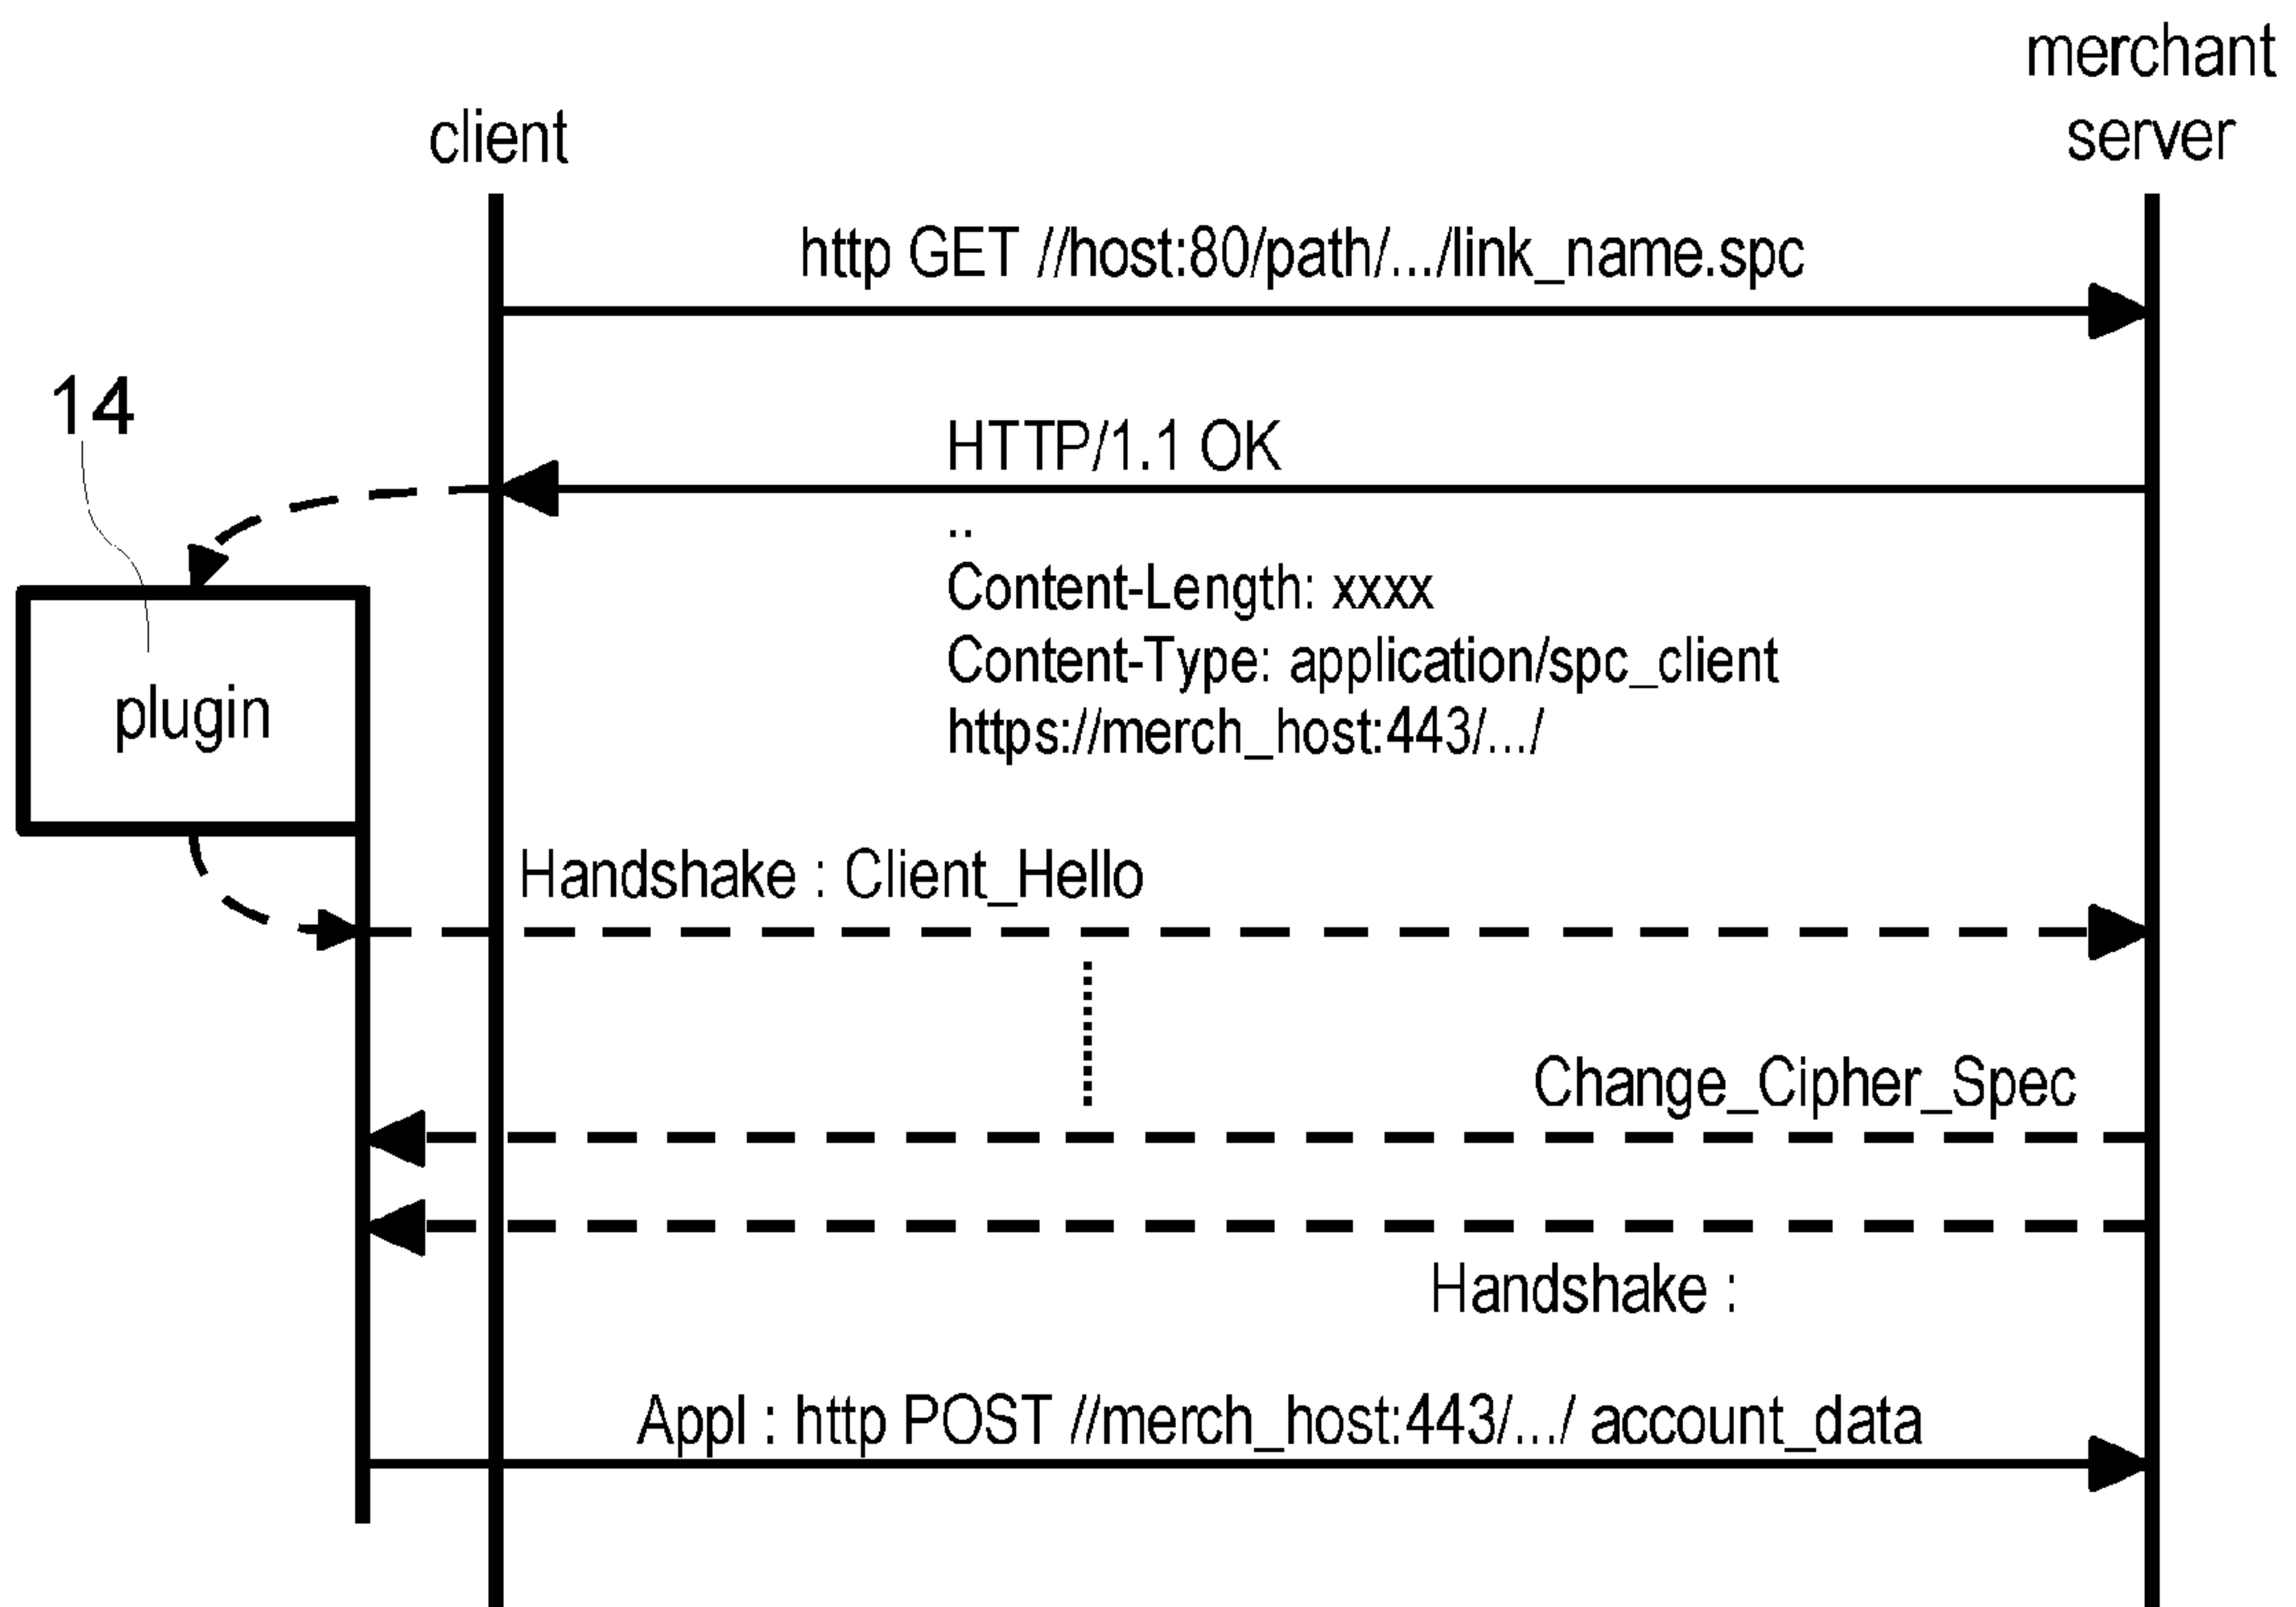 merchant
server
client
http GET //host:80/path/.../link_name.spc
14
HTTP/1.1 OK
..
Content-Length: xxxx
Content-Type: application/spc_client
https://merch_host:443/.../
plugin
Handshake : Client_Hello
Change_Cipher_Spec
Handshake :
Appl : http POST //merch_host:443/.../ account_data